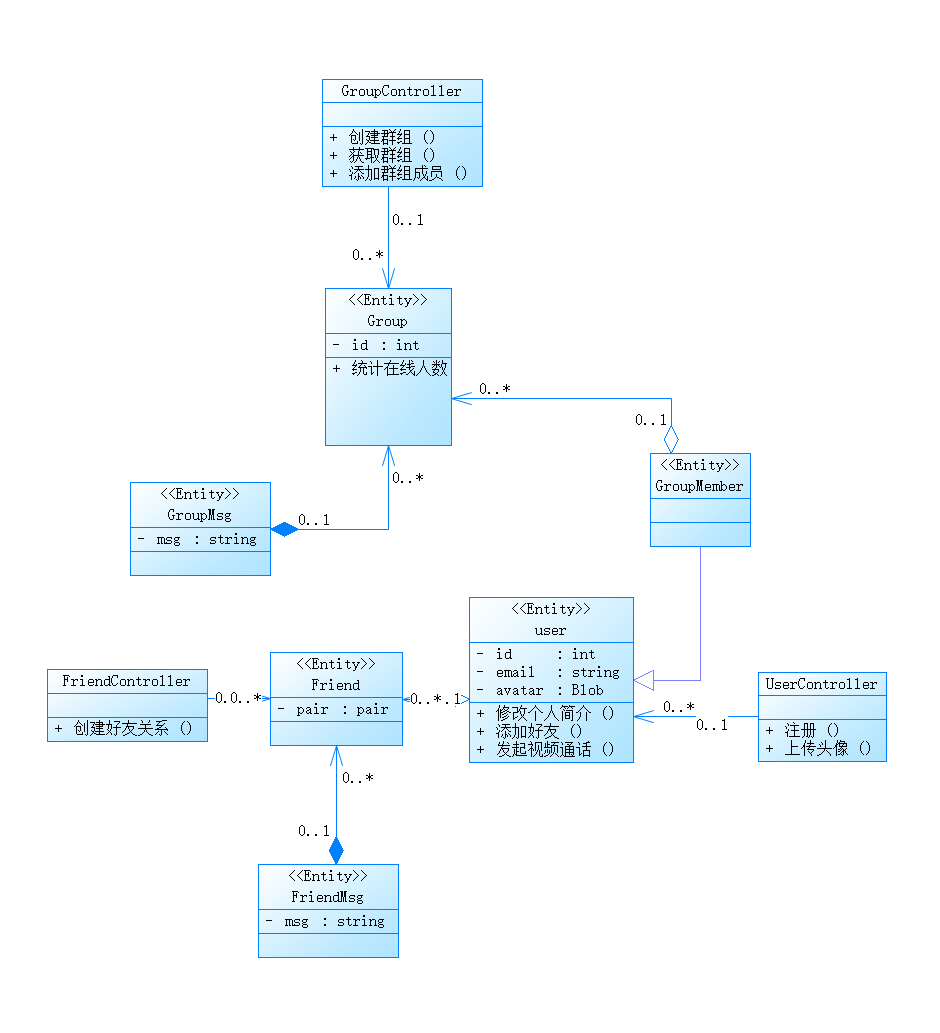 GroupController
+ 创建群组 ()
+ 获取群组 ()
+ 添加群组成员 ()
0..1
0..*
<<Entity>>
Group
- id : int
+ 统计在线人数
0..*
0..1
<<Entity>>
GroupMember
0..*
<<Entity>>
GroupMsg
- msg : string
0..1
<<Entity>>
user
- id : int
- email : string
- avatar : Blob
+ 修改个人简介 ()
+ 添加好友 ()
+ 发起视频通话 ()
<<Entity>>
Friend
- pair : pair
FriendController
+ 创建好友关系 ()
0.0..*
0..*.1
UserController
+ 注册 ()
+ 上传头像 ()
0..*
0..1
0..*
0..1
<<Entity>>
FriendMsg
- msg : string